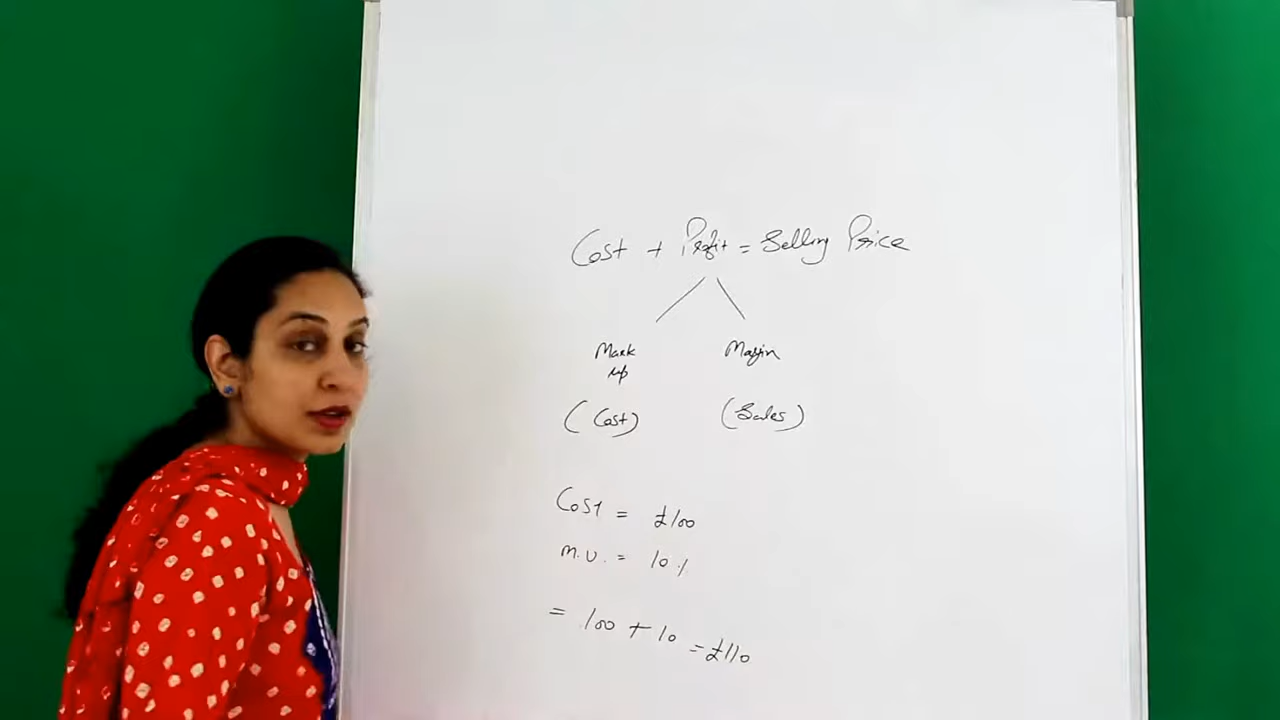 Cost + Profit = Selling Price
Mark up
Margin
(Cost)
(Sales)
Cost = £100
M.U. = 10%
= 100 + 10 = £110